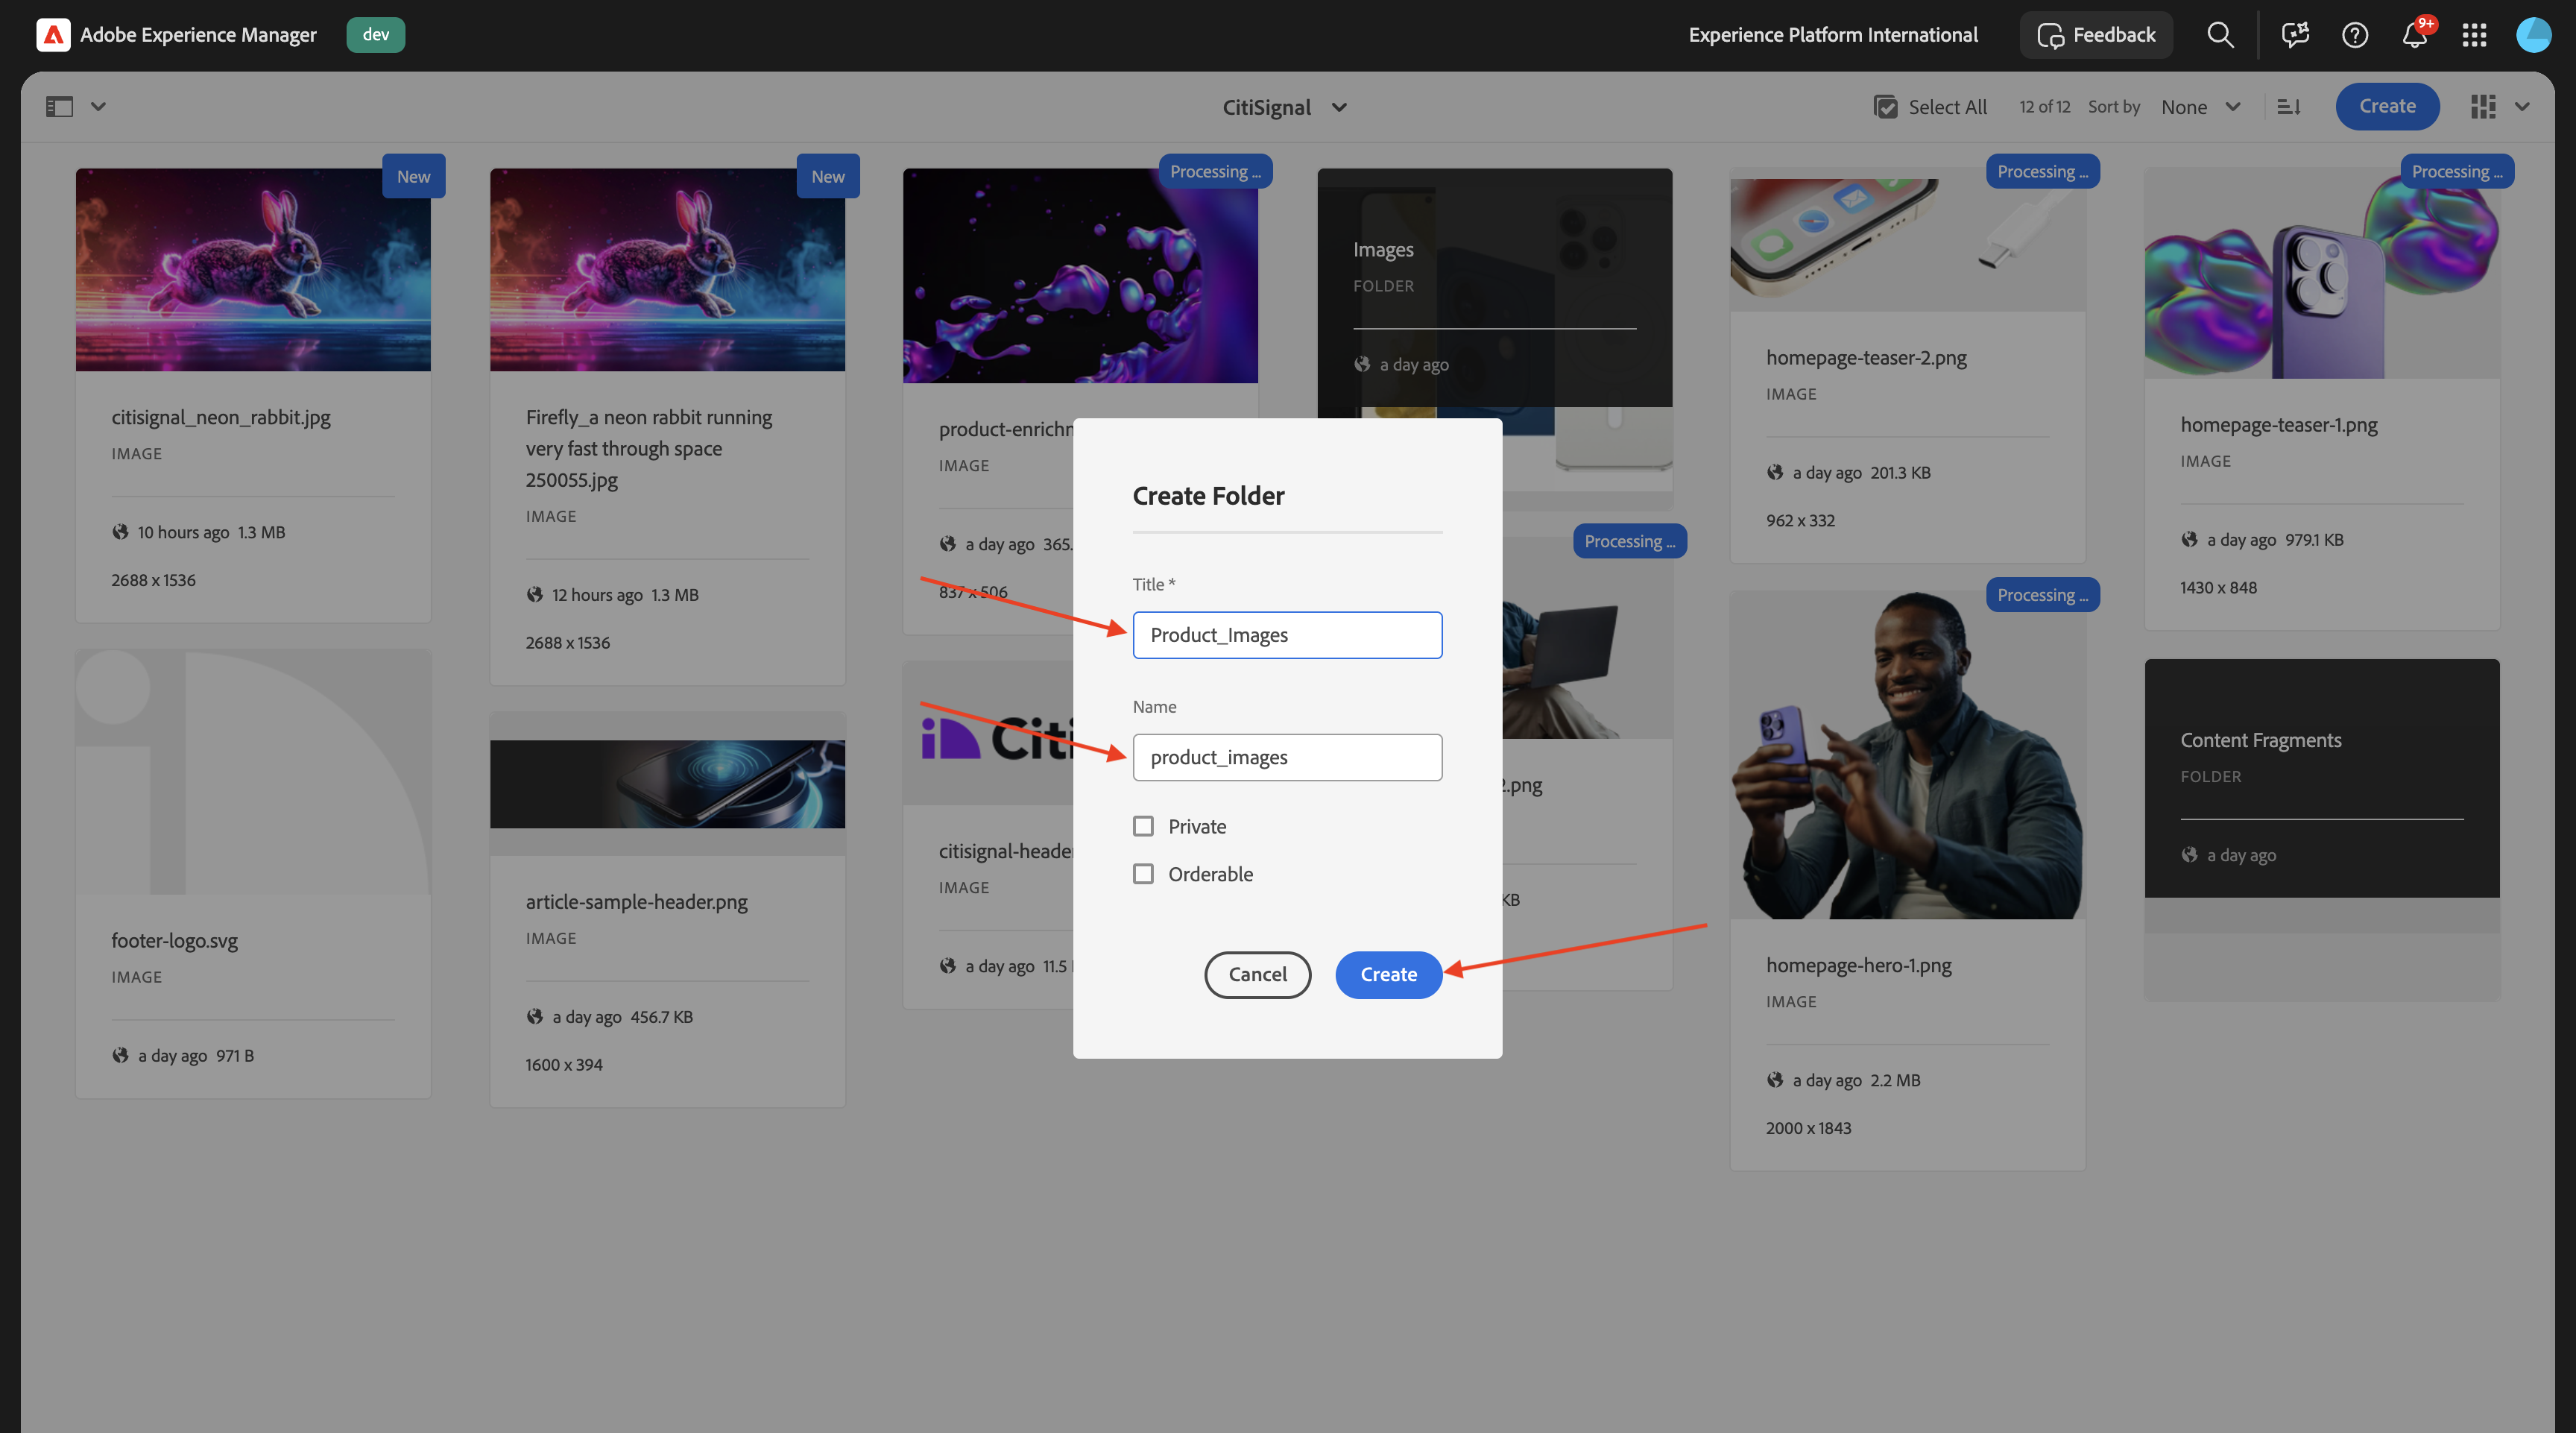 Adobe Experience Manager
dev
Experience Platform International
Feedback
9+
CitiSignal
Select All
12 of 12
Sort by
None
Create
New
citisignal_neon_rabbit.jpg
IMAGE
10 hours ago 1.3 MB
2688 x 1536
New
Firefly_a neon rabbit running
very fast through space
250055.jpg
IMAGE
12 hours ago 1.3 MB
2688 x 1536
Processing ...
product-enrichm
IMAGE
a day ago 365.
837 x 506
Images
FOLDER
a day ago
Processing ...
homepage-teaser-2.png
IMAGE
a day ago 201.3 KB
962 x 332
Processing ...
homepage-teaser-1.png
IMAGE
a day ago 979.1 KB
1430 x 848
footer-logo.svg
IMAGE
a day ago 971 B
article-sample-header.png
IMAGE
a day ago 456.7 KB
1600 x 394
Citi
citisignal-header
IMAGE
a day ago 11.5
Create Folder
Title *
Product_Images
Name
product_images
Private
Orderable
Cancel
Create
Processing ...
2.png
KB
Processing ...
homepage-hero-1.png
IMAGE
a day ago 2.2 MB
2000 x 1843
Content Fragments
FOLDER
a day ago